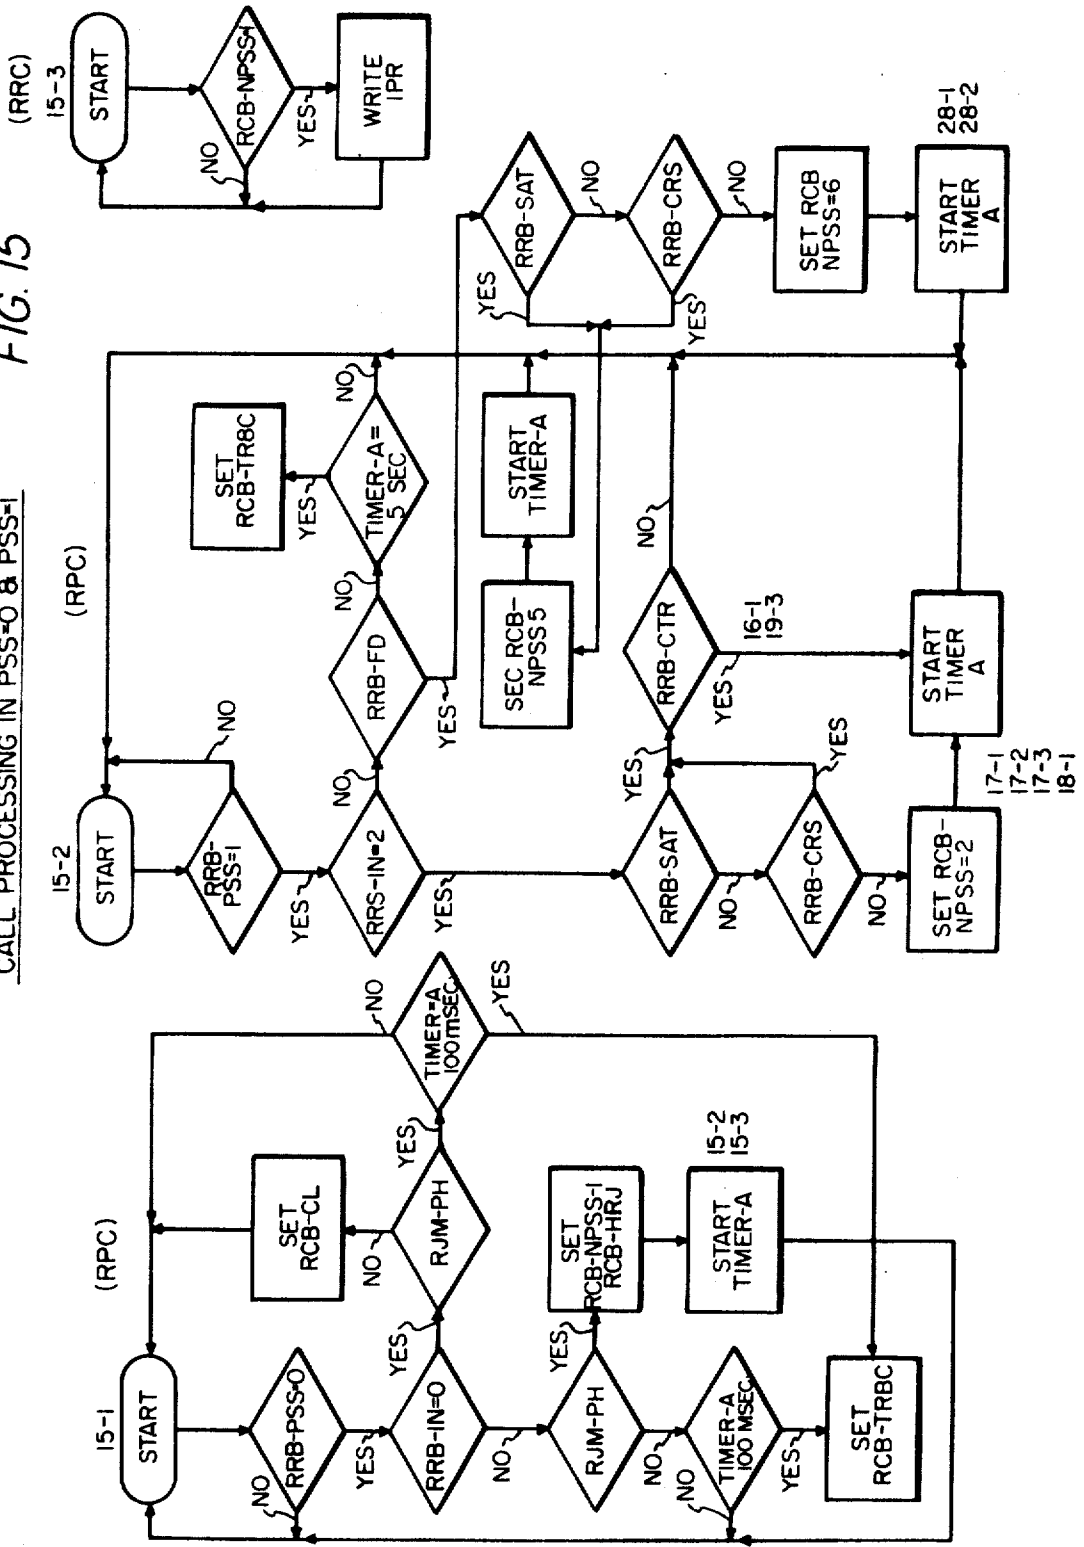 CALL PROCESSING IN PSS=0 & PSS=1
FIG. 15
(RPC)
15-1
START
RRB-PSS=0
NO
YES
RRB-IN=0
YES
NO
RJM-PH
NO
YES
SET
RCB-CL
TIMER=A
100mSEC.
NO
YES
RJM-PH
YES
NO
SET
RCB-NPSS-1
RCB-HRJ
START
TIMER-A
15-2
15-3
TIMER-A
100 MSEC.
NO
YES
SET
RCB-TRBC
(RPC)
15-2
START
RRB-
PSS=1
NO
YES
RRS-IN=2
NO
YES
RRB-FD
NO
YES
TIMER-A=
5 SEC
NO
YES
SET
RCB-TRBC
RRB-SAT
YES
NO
RRB-CRS
YES
NO
SET RCB
NPSS=6
START
TIMER
A
28-1
28-2
SEC RCB-
NPSS 5
START
TIMER-A
RRB-SAT
YES
NO
RRB-CRS
YES
NO
YES
RRB-CTR
NO
YES
16-1
19-3
SET RCB-
NPSS=2
START
TIMER
A
17-1
17-2
17-3
18-1
(RRC)
15-3
START
RCB-NPSS-1
NO
YES
WRITE
IPR